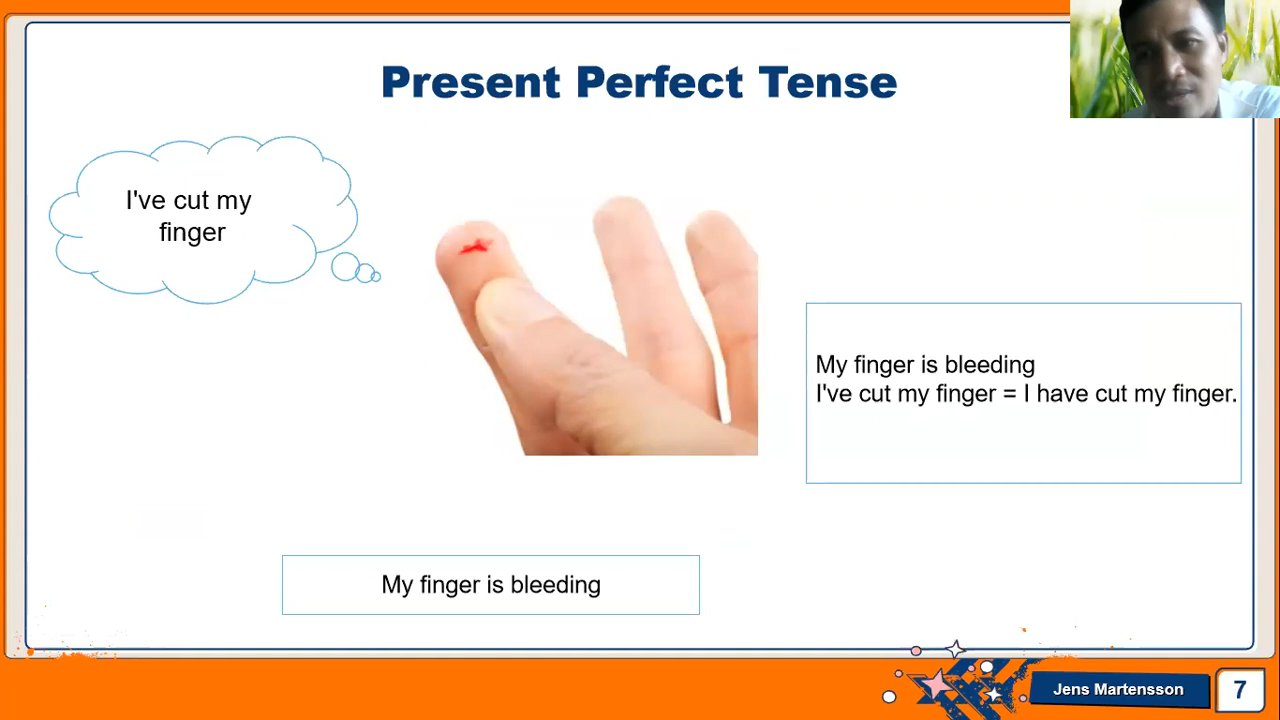 Present Perfect Tense
I've cut my
finger
My finger is bleeding
I've cut my finger = I have cut my finger.
My finger is bleeding
Jens Martensson
7